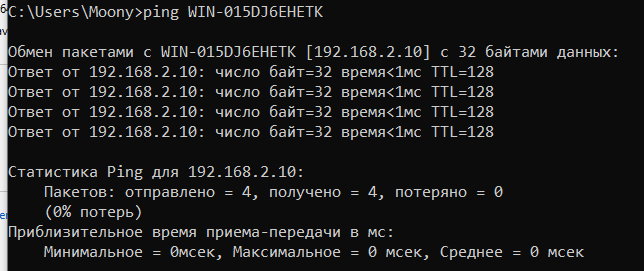 C:\Users\Moony>ping WIN-015DJ6EHETK
Обмен пакетами с WIN-015DJ6EHETK [192.168.2.10] с 32 байтами данных:
Ответ от 192.168.2.10: число байт=32 время<1мс TTL=128
Ответ от 192.168.2.10: число байт=32 время<1мс TTL=128
Ответ от 192.168.2.10: число байт=32 время<1мс TTL=128
Ответ от 192.168.2.10: число байт=32 время<1мс TTL=128
Статистика Ping для 192.168.2.10:
Пакетов: отправлено = 4, получено = 4, потеряно = 0
(0% потерь)
Приблизительное время приема-передачи в мс:
Минимальное = 0мсек, Максимальное = 0 мсек, Среднее = 0 мсек